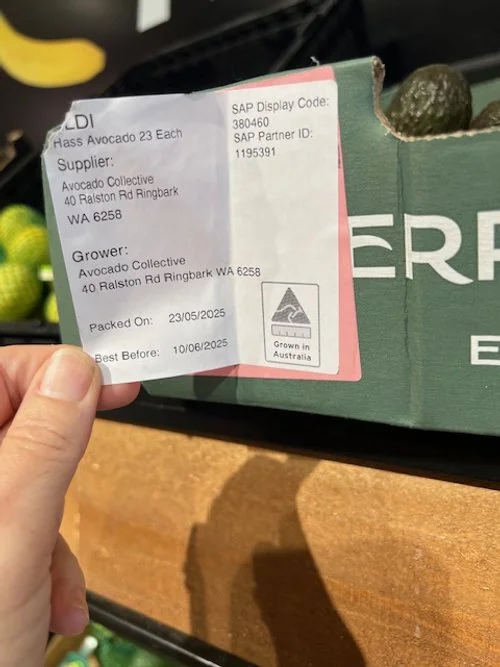 LDI
Hass Avocado 23 Each
Supplier:
Avocado Collective
40 Ralston Rd Ringbark
WA 6258
Grower:
Avocado Collective
40 Ralston Rd Ringbark WA 6258
Packed On: 23/05/2025
Best Before: 10/06/2025
SAP Display Code:
380460
SAP Partner ID:
1195391
Grown in
Australia
ERR
E